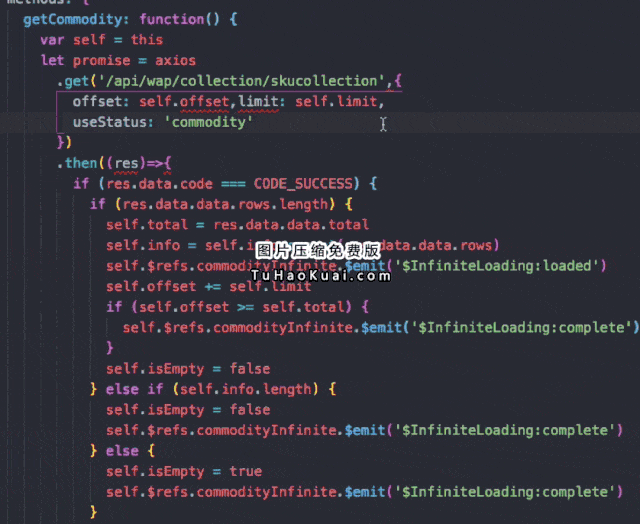 methods: {
getCommodity: function() {
var self = this
let promise = axios
.get('/api/wap/collection/skucollection',{
offset: self.offset,limit: self.limit,
useStatus: 'commodity'
})
.then((res)=>{
if (res.data.code === CODE_SUCCESS) {
if (res.data.data.rows.length) {
self.total = res.data.data.total
self.info = self.i data.data.rows)
图片压缩免费版
self.$refs.commodityInfinite.$emit('$InfiniteLoading:loaded')
TuHaoKuai.com
self.offset += self.limit
if (self.offset >= self.total) {
self.$refs.commodityInfinite.$emit('$InfiniteLoading:complete')
}
self.isEmpty = false
} else if (self.info.length) {
self.isEmpty = false
self.$refs.commodityInfinite.$emit('$InfiniteLoading:complete')
} else {
self.isEmpty = true
self.$refs.commodityInfinite.$emit('$InfiniteLoading:complete')
}